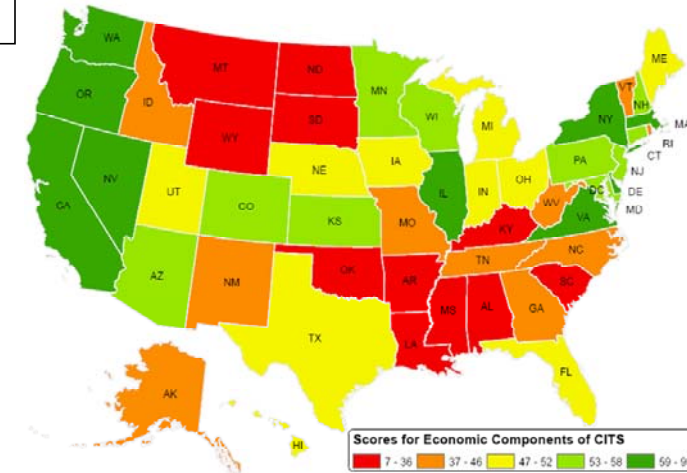 WA
ME
MT
ND
VT
OR
MN
NH
ID
NY
MA
SD
WI
MI
RI
WY
CT
PA
IA
NJ
NE
OH
NV
IN
IL
DE
UT
DC
WV
CO
MD
VA
CA
KS
MO
KY
NC
TN
AZ
OK
NM
AR
SC
MS
AL
GA
TX
LA
FL
AK
HI
Scores for Economic Components of CITS
7 - 36 37 - 46 47 - 52 53 - 58